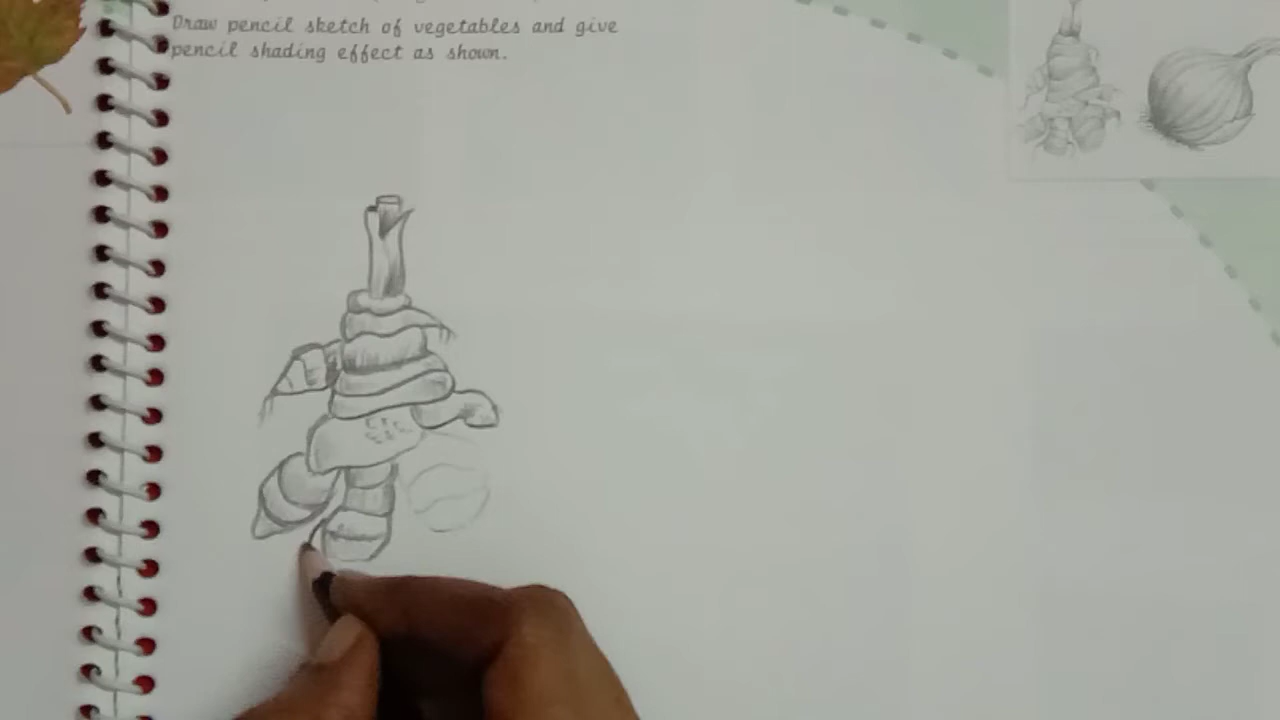 Draw pencil sketch of vegetables and give
pencil shading effect as shown.